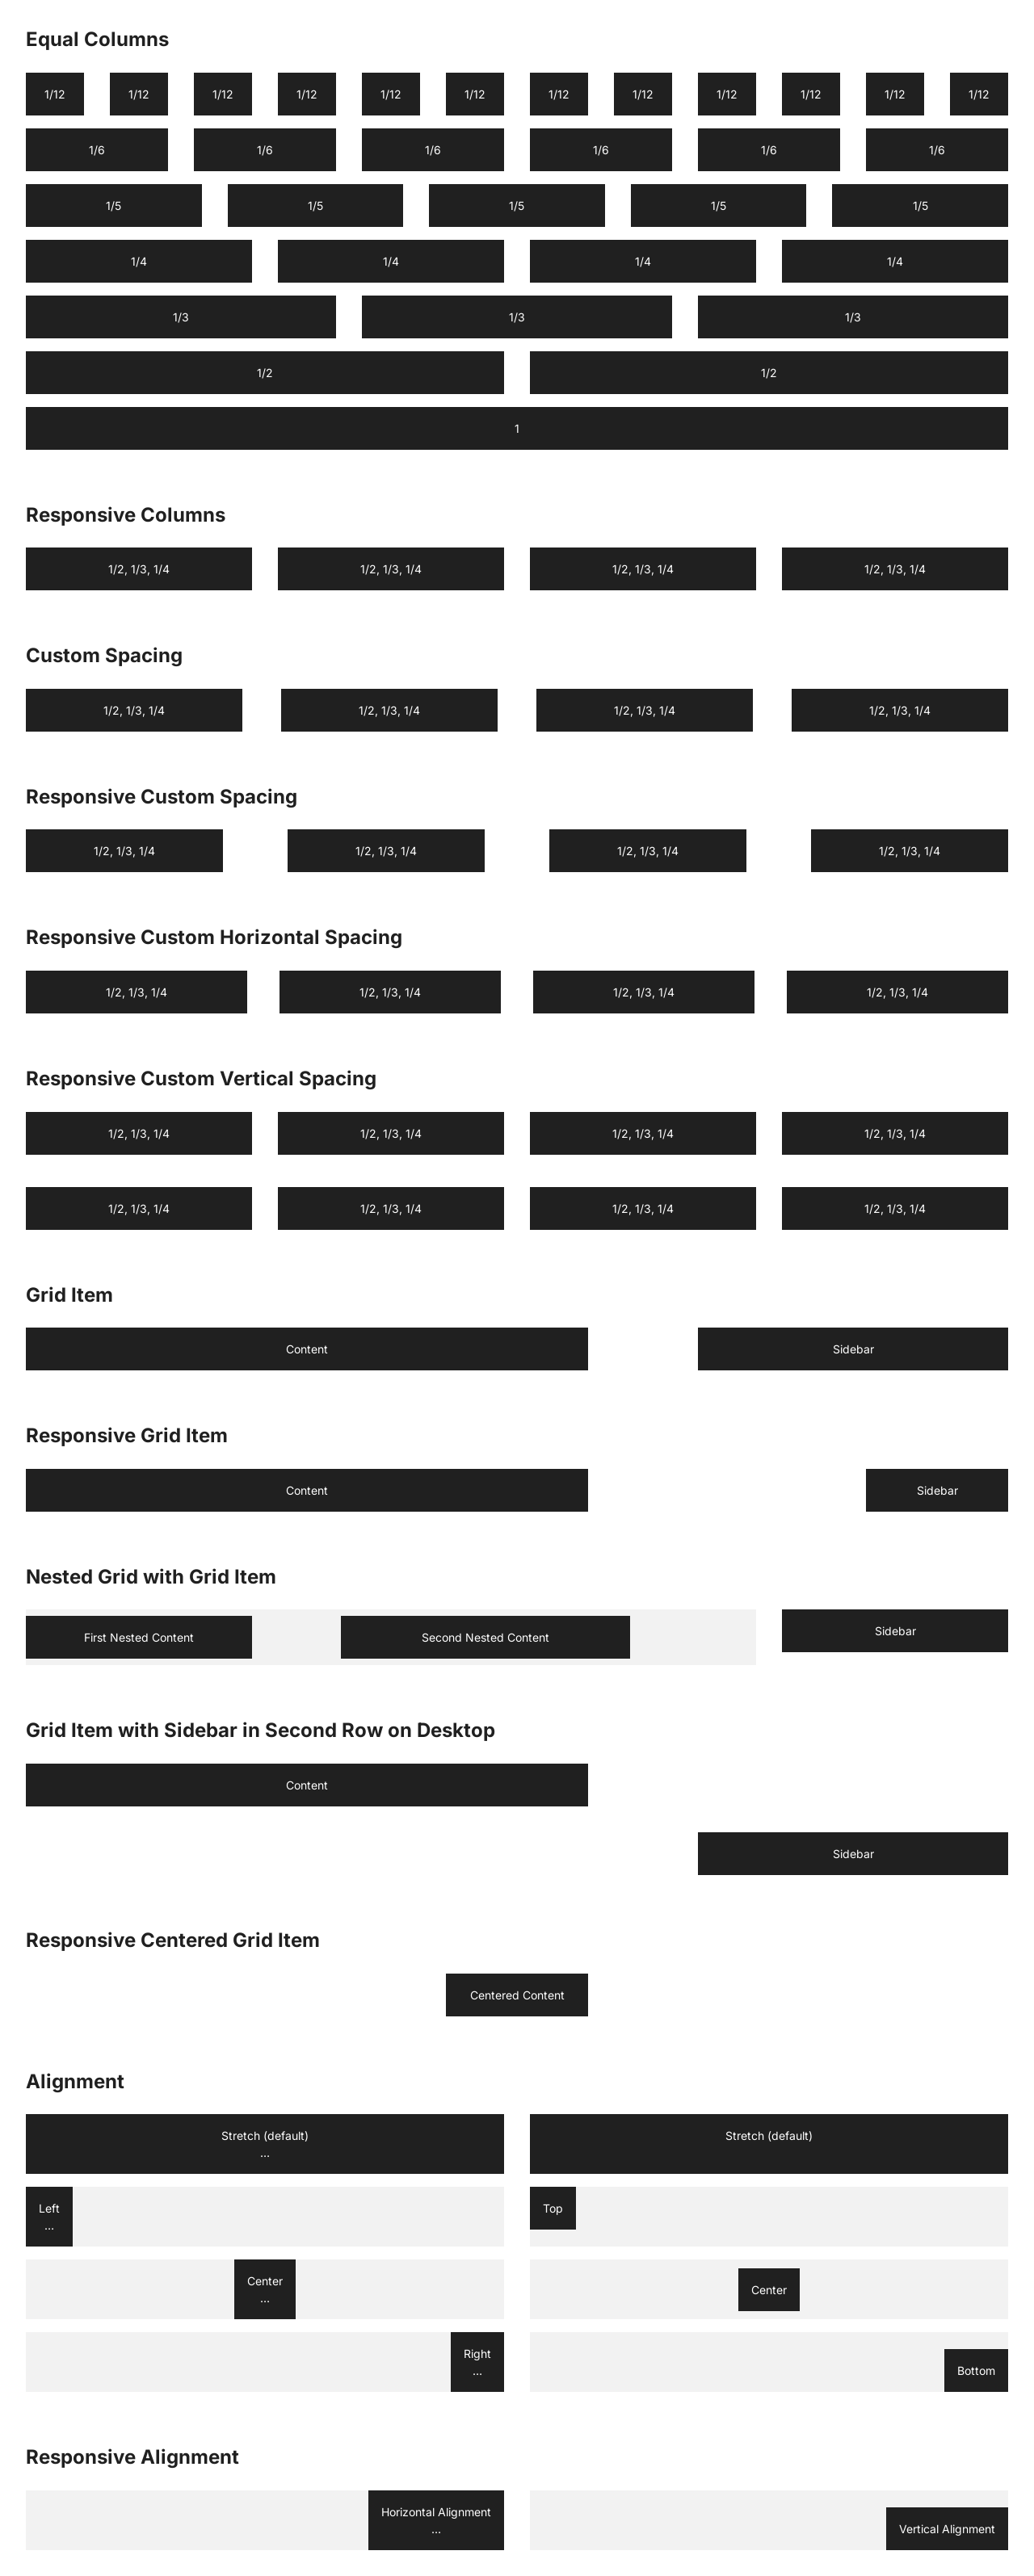 Equal Columns
1/12 1/12 1/12 1/12 1/12 1/12 1/12 1/12 1/12 1/12 1/12 1/12
1/6 1/6 1/6 1/6 1/6 1/6
1/5 1/5 1/5 1/5 1/5
1/4 1/4 1/4 1/4
1/3 1/3 1/3
1/2 1/2
1
Responsive Columns
1/2, 1/3, 1/4 1/2, 1/3, 1/4 1/2, 1/3, 1/4 1/2, 1/3, 1/4
Custom Spacing
1/2, 1/3, 1/4 1/2, 1/3, 1/4 1/2, 1/3, 1/4 1/2, 1/3, 1/4
Responsive Custom Spacing
1/2, 1/3, 1/4 1/2, 1/3, 1/4 1/2, 1/3, 1/4 1/2, 1/3, 1/4
Responsive Custom Horizontal Spacing
1/2, 1/3, 1/4 1/2, 1/3, 1/4 1/2, 1/3, 1/4 1/2, 1/3, 1/4
Responsive Custom Vertical Spacing
1/2, 1/3, 1/4 1/2, 1/3, 1/4 1/2, 1/3, 1/4 1/2, 1/3, 1/4
1/2, 1/3, 1/4 1/2, 1/3, 1/4 1/2, 1/3, 1/4 1/2, 1/3, 1/4
Grid Item
Content Sidebar
Responsive Grid Item
Content Sidebar
Nested Grid with Grid Item
First Nested Content Second Nested Content Sidebar
Grid Item with Sidebar in Second Row on Desktop
Content
Sidebar
Responsive Centered Grid Item
Centered Content
Alignment
Stretch (default) Stretch (default)
...
Left Top
...
Center Center
...
Right Bottom
...
Responsive Alignment
Horizontal Alignment Vertical Alignment
...